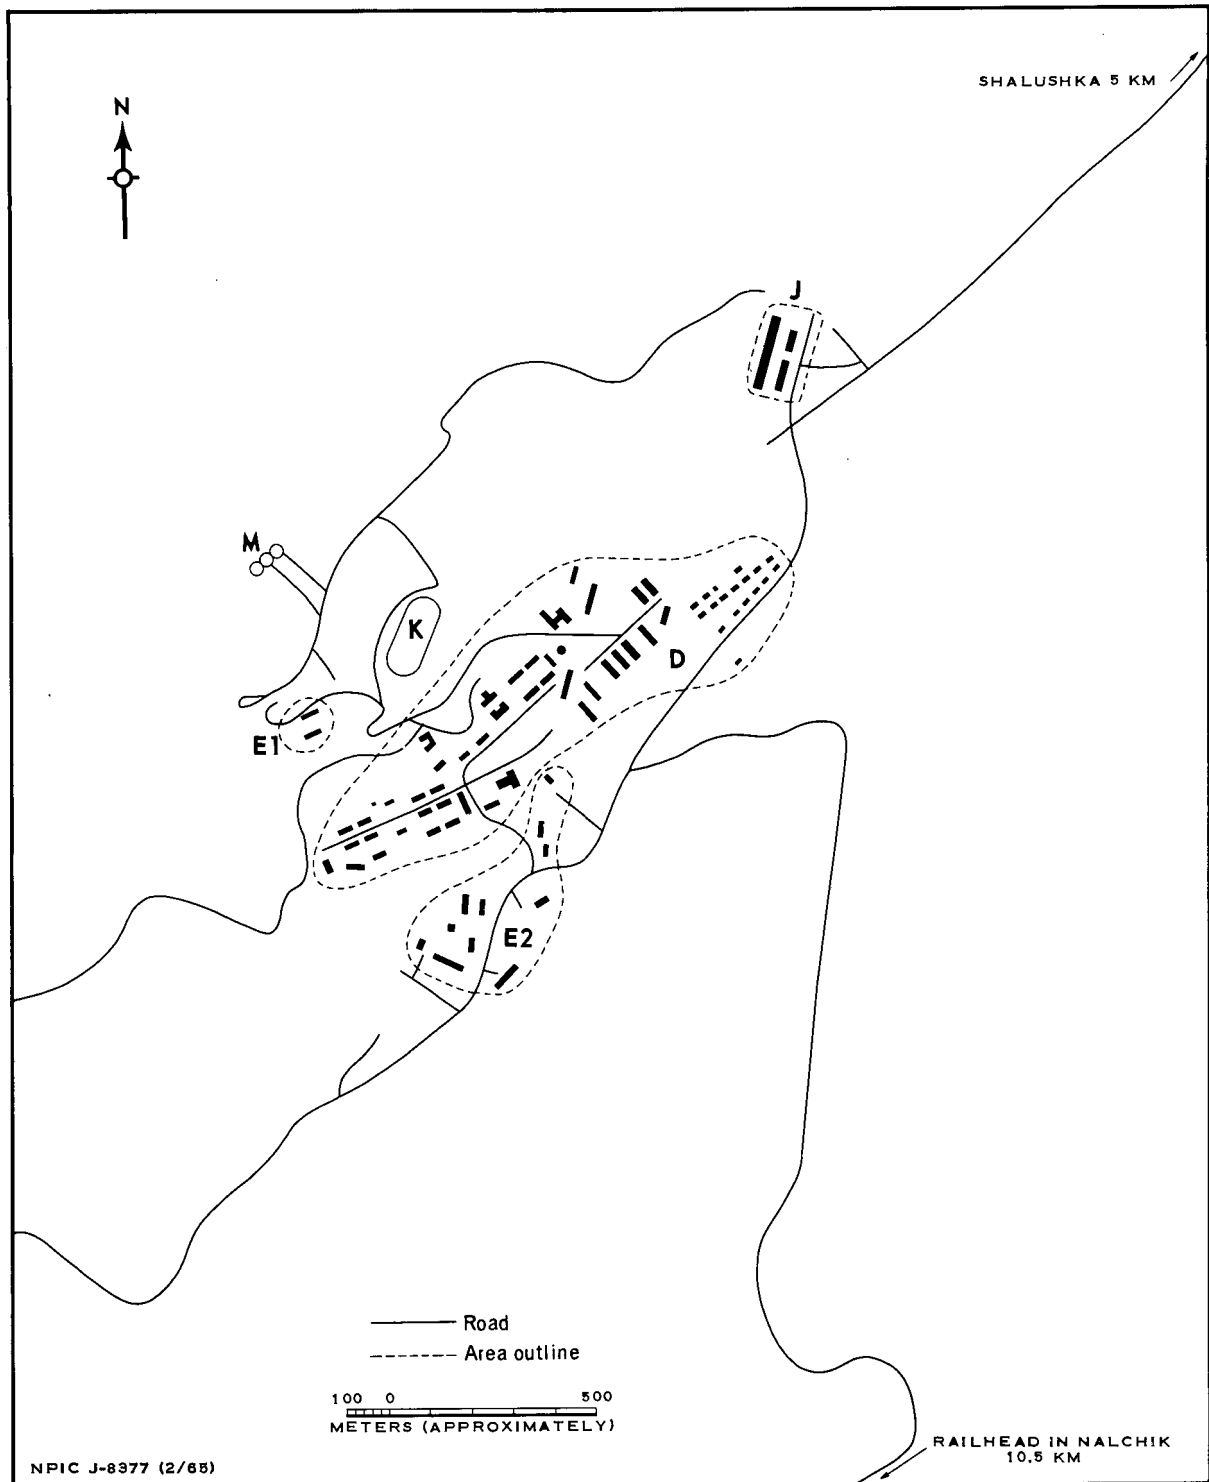 SHALUSHKA 5 KM
N
J
M
K
D
E1
E2
Road
Area outline
100 0 500
METERS (APPROXIMATELY)
RAILHEAD IN NALCHIK
10.5 KM
NPIC J-8377 (2/65)